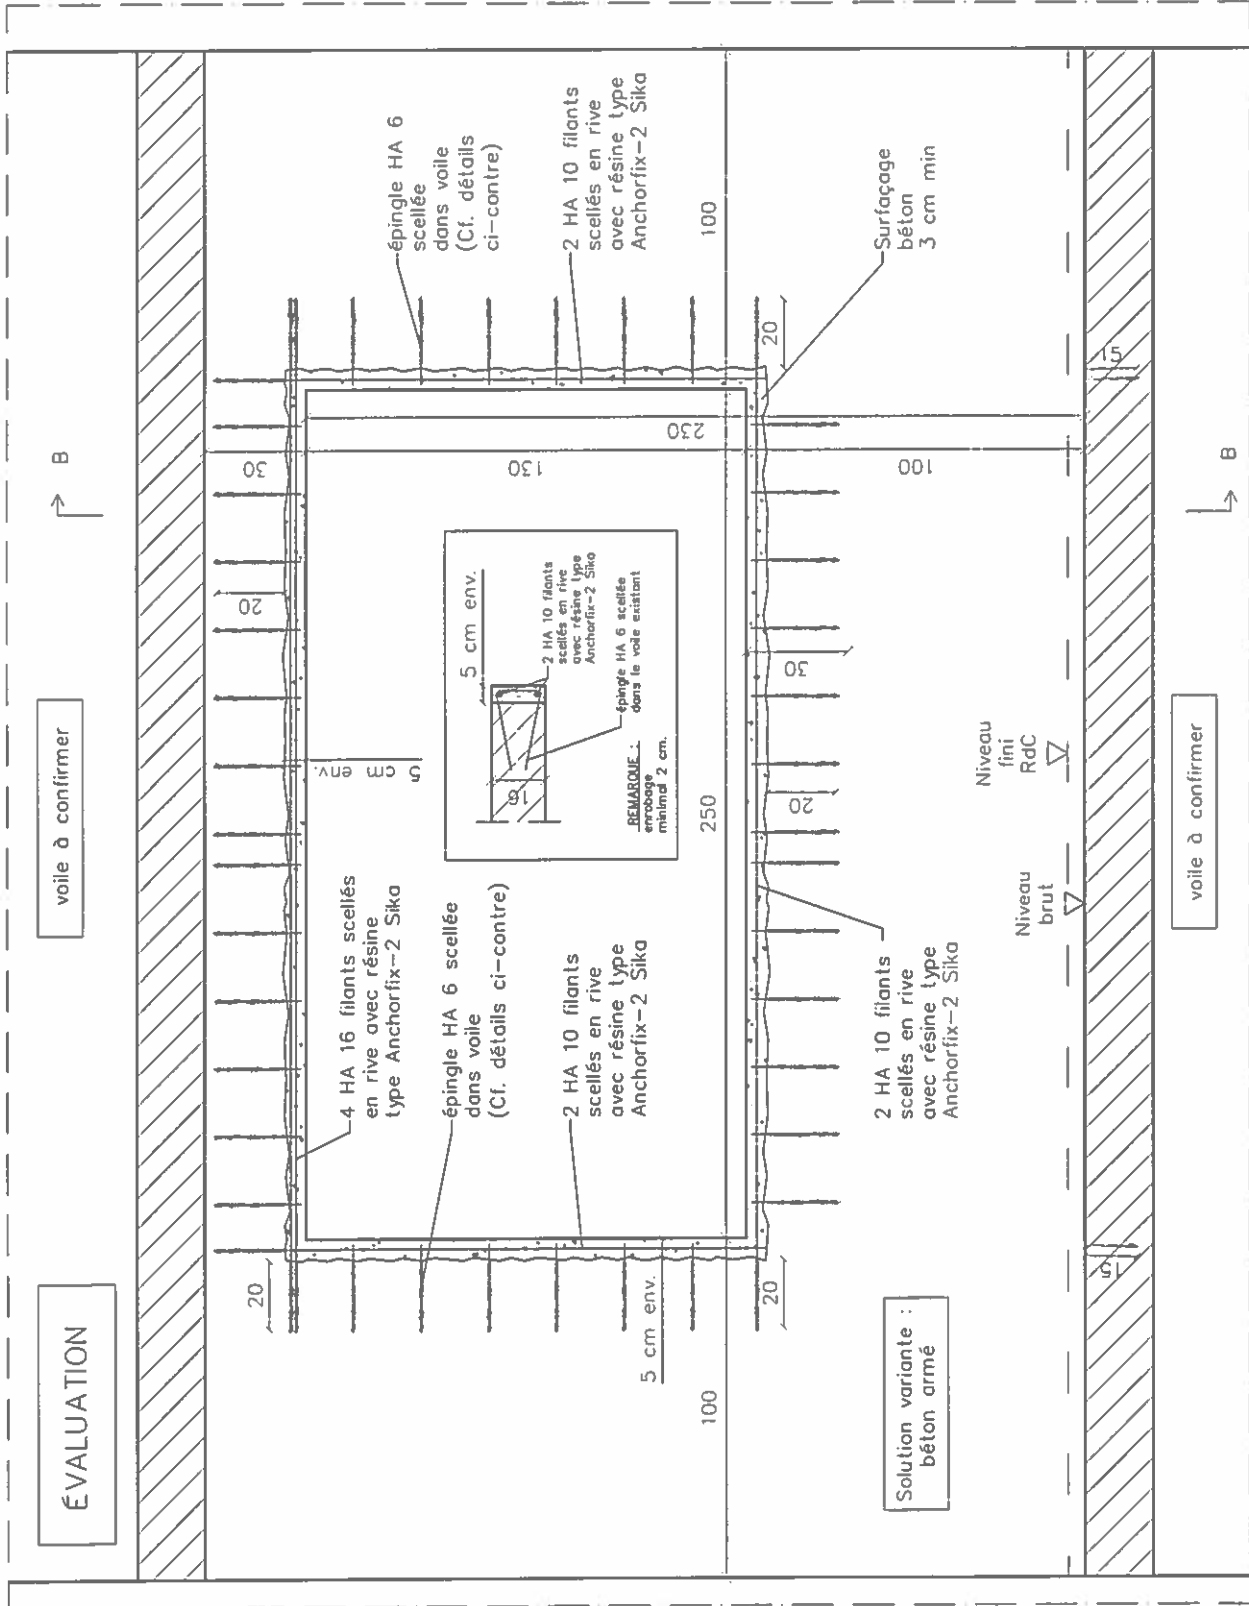 ÉVALUATION
voile à confirmer
B
20
4 HA 16 filants scellés
en rive avec résine
type Anchorfix-2 Sika
épingle HA 6 scellée
dans voile
(Cf. détails ci-contre)
2 HA 10 filants
scellés en rive
avec résine type
Anchorfix-2 Sika
5 cm env.
20
30
130
230
100
épingle HA 6
scellée
dans voile
(Cf. détails
ci-contre)
2 HA 10 filants
scellés en rive
avec résine type
Anchorfix-2 Sika
5 cm env.
2 HA 10 filants
scellés en rive
avec résine type
Anchorfix-2 Sika
épingle HA 6 scellée
dans le voile existant
16
REMARQUE :
enrobage
minimal 2 cm.
5 cm env.
100
250
100
20
20
30
20
Surfaçage
béton
3 cm min
Solution variante :
béton armé
2 HA 10 filants
scellés en rive
avec résine type
Anchorfix-2 Sika
Niveau
brut
Niveau
fini
RdC
15
15
voile à confirmer
B